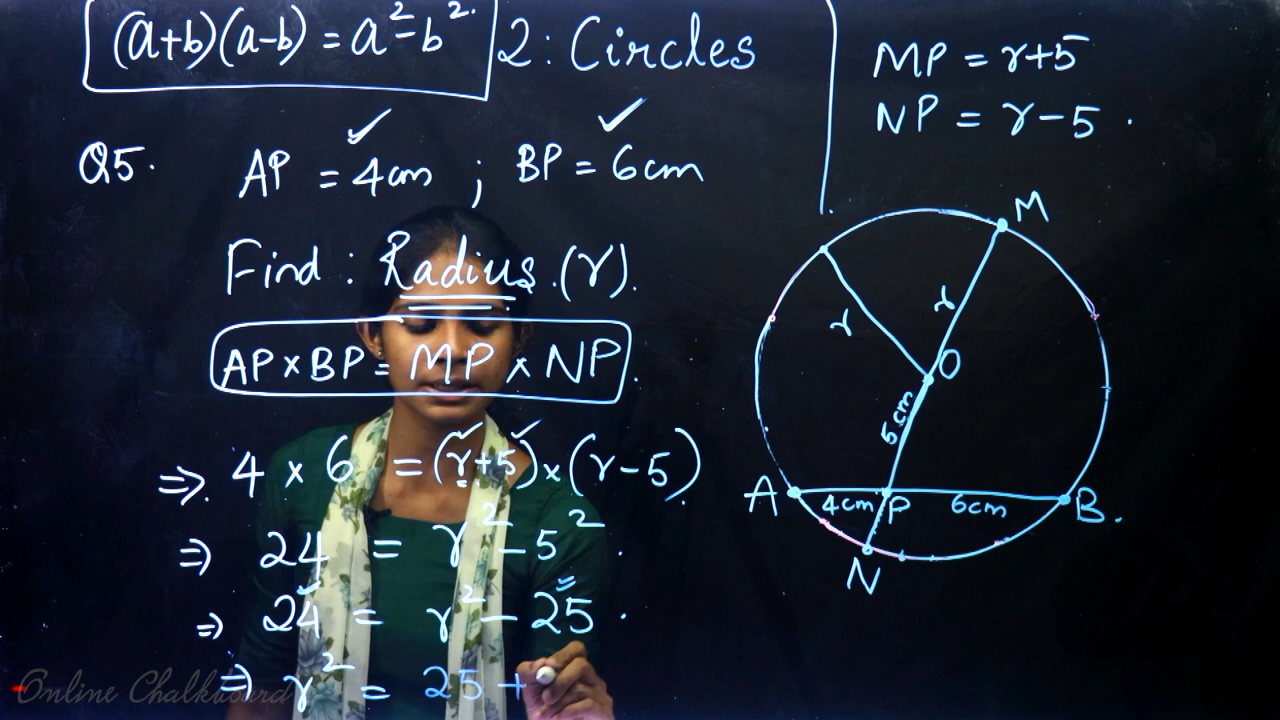 (a+b)(a-b) = a²-b².
2: Circles
Q5. AP = 4cm ; BP = 6cm
Find : Radius.(r).
AP×BP = MP × NP.
⇒. 4 × 6 = (r+5)×(r-5)
⇒ 24 = r²-5².
⇒ 24 = r²-25.
⇒ r² = 25+
MP = r+5
NP = r-5.
M
r
r
O
5cm
A
4cm
P
6cm
B.
N
Online Chalkboard